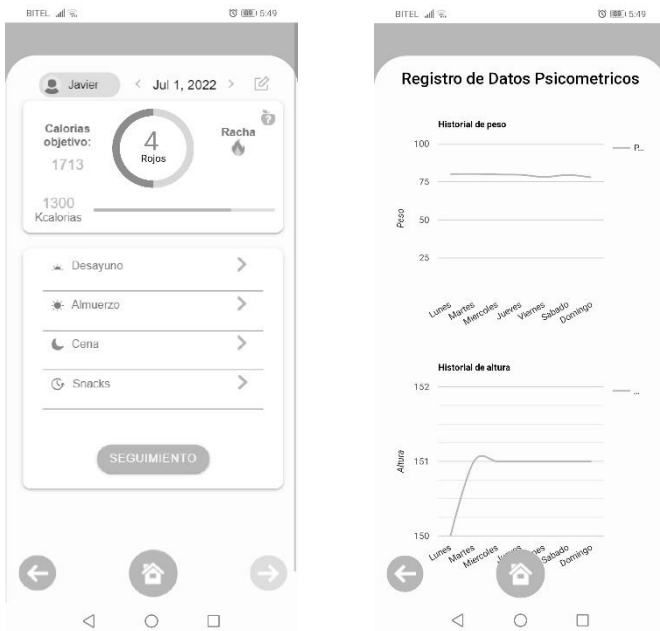 BITEL 5:49
Javier < Jul 1, 2022 >
Calorias
objetivo:
1713
4
Rojos
Racha
1300
Kcalorias
Desayuno
Almuerzo
Cena
Snacks
SEGUIMIENTO
BITEL 5:49
Registro de Datos Psicometricos
Historial de peso
100
75
50
25
Peso
P...
Lunes Martes Miercoles Jueves Viernes Sabado Domingo
Historial de altura
152
151
150
Altura
...
Lunes Martes Miercoles Sabado Domingo